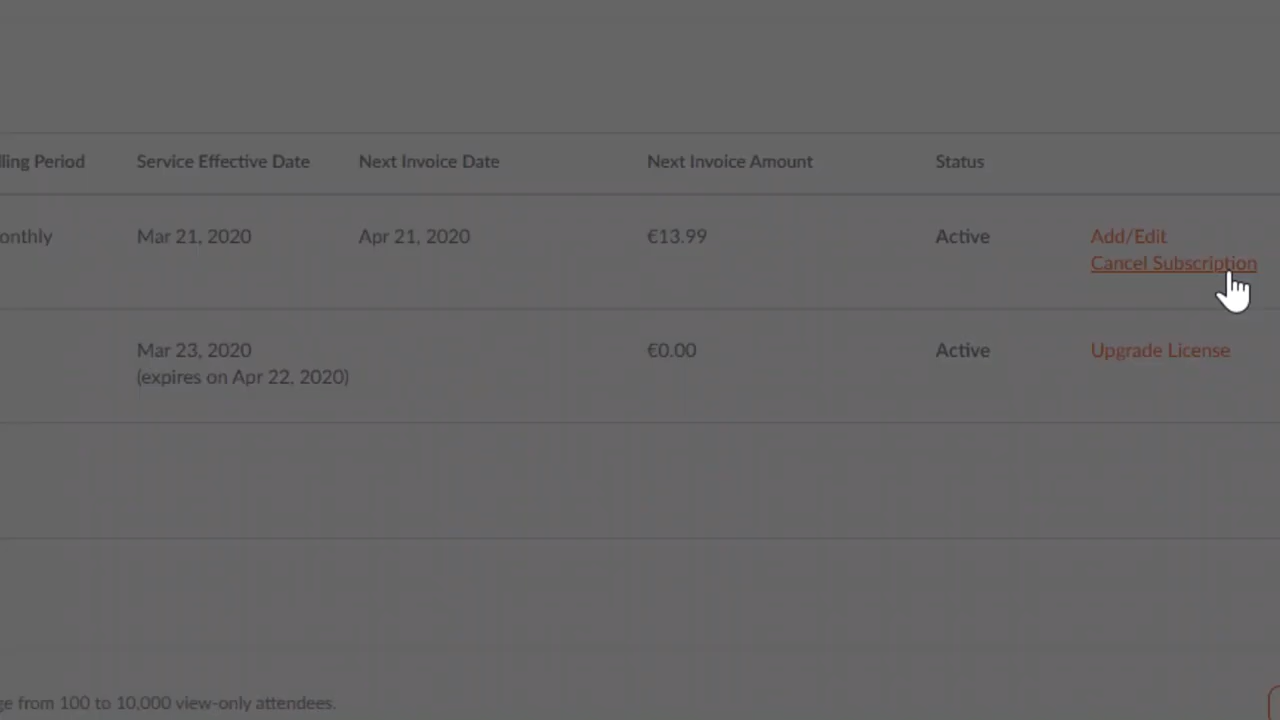 lling Period Service Effective Date Next Invoice Date Next Invoice Amount Status
onthly Mar 21, 2020 Apr 21, 2020 €13.99 Active Add/Edit
Cancel Subscription
Mar 23, 2020 €0.00 Active Upgrade License
(expires on Apr 22, 2020)
ge from 100 to 10,000 view-only attendees.